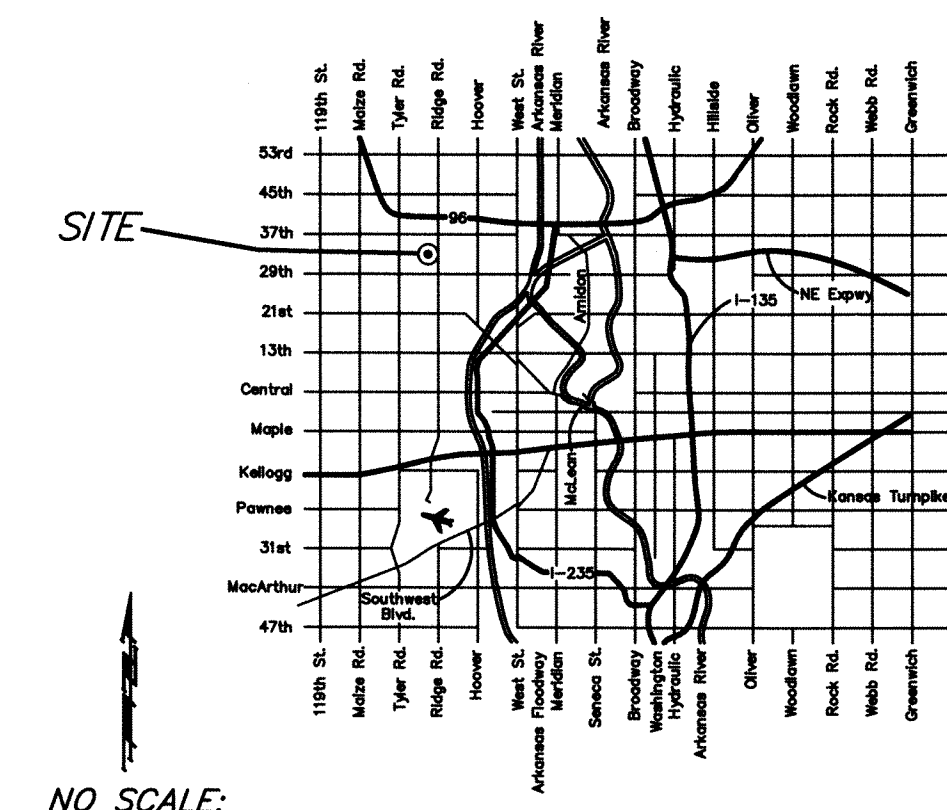 119th St.
Maize Rd.
Tyler Rd.
Ridge Rd.
Hoover
West St.
Arkansas River
Meridian
Arkansas River
Broadway
Hydraulic
Hillside
Oliver
Woodlawn
Rock Rd.
Webb Rd.
Greenwich
53rd
45th
96
37th
SITE
29th
Amidon
NE Expwy
I-135
21st
13th
Central
Maple
Kellogg
McLean
Kansas Turnpike
Pawnee
31st
I-235
MacArthur
Southwest
Blvd.
47th
119th St.
Maize Rd.
Tyler Rd.
Ridge Rd.
Hoover
West St.
Arkansas Floodway
Meridian
Seneca St.
Broadway
Washington
Hydraulic
Arkansas River
Oliver
Woodlawn
Rock Rd.
Webb Rd.
Greenwich
NO SCALE: